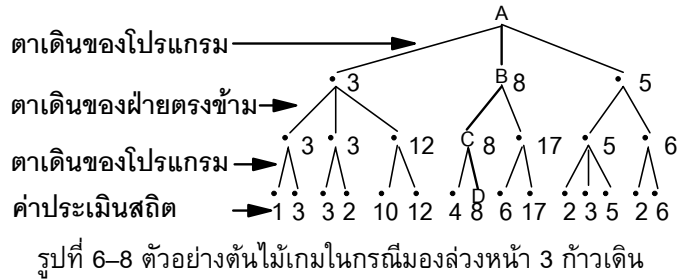 A
ตาเดินของโปรแกรม
3 B 8 5
ตาเดินของฝ่ายตรงข้าม
3 3 12 C 8 17 5 6
ตาเดินของโปรแกรม
D
ค่าประเมินสถิต 1 3 3 2 10 12 4 8 6 17 2 3 5 2 6
รูปที่ 6–8 ตัวอย่างต้นไม้เกมในกรณีมองล่วงหน้า 3 ก้าวเดิน